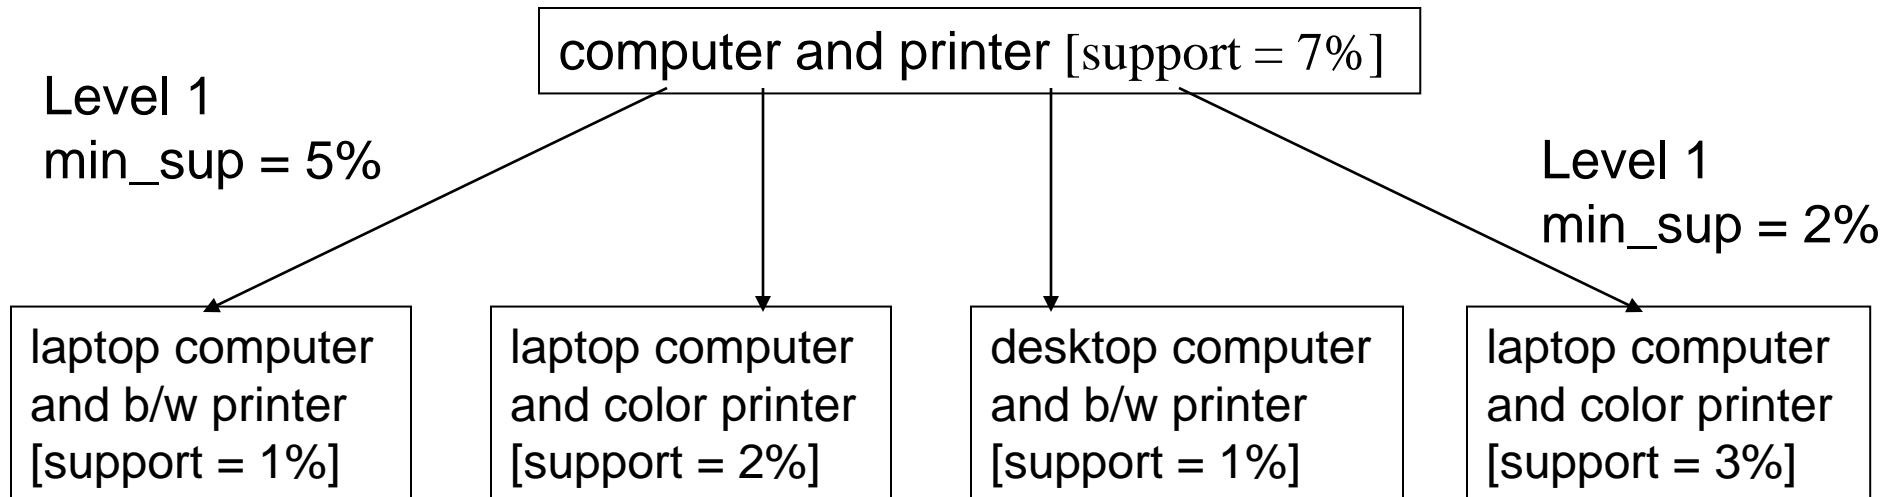 computer and printer [support = 7%]
Level 1
min_sup = 5%
Level 1
min_sup = 2%
laptop computer
and b/w printer
[support = 1%]
laptop computer
and color printer
[support = 2%]
desktop computer
and b/w printer
[support = 1%]
laptop computer
and color printer
[support = 3%]